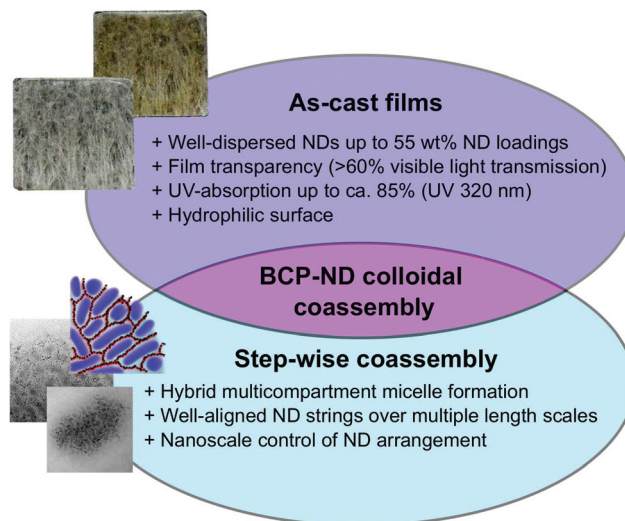 As-cast films
+ Well-dispersed NDs up to 55 wt% ND loadings
+ Film transparency (>60% visible light transmission)
+ UV-absorption up to ca. 85% (UV 320 nm)
+ Hydrophilic surface
BCP-ND colloidal
coassembly
Step-wise coassembly
+ Hybrid multicompartment micelle formation
+ Well-aligned ND strings over multiple length scales
+ Nanoscale control of ND arrangement